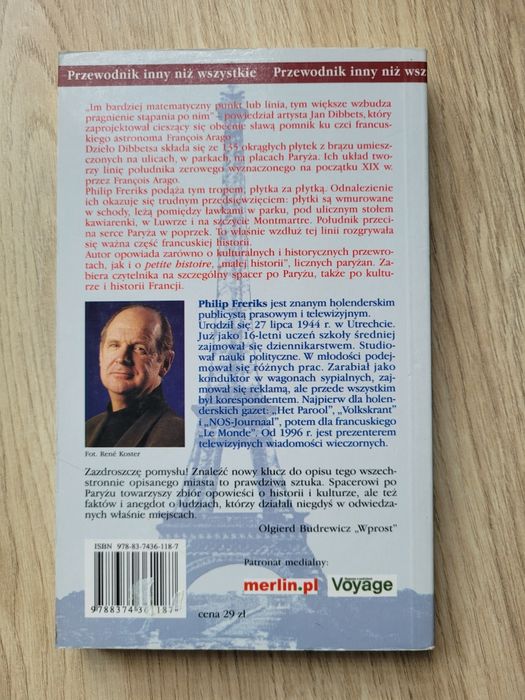 Przewodnik inny niż wszystkie Przewodnik inny niż wsz
„Im bardziej matematyczny punkt lub linia, tym większe wzbudza
pragnienie stąpania po nim" - powiedział artysta Jan Dibbets, który
zaprojektował cieszący się obecnie sławą pomnik ku czci francus-
kiego astronoma François Arago.
Dzieło Dibbetsa składa się ze 135 okrągłych płytek z brązu umiesz-
czonych na ulicach, w parkach, na placach Paryża. Ich układ two-
rzy linię południka zerowego wyznaczonego na początku XIX w.
przez François Arago.
Philip Freriks podąża tym tropem, płytka za płytką. Odnalezienie
ich okazuje się trudnym przedsięwzięciem: płytki są wmurowane
w schody, leżą pomiędzy ławkami w parku, pod ulicznym stołem
kawiarenki, w Luwrze i na szczycie Montmartre. Południk przeci-
na serce Paryża w poprzek. To właśnie wzdłuż tej linii rozgrywała
się ważna część francuskiej historii.
Autor opowiada zarówno o kulturalnych i historycznych przewro-
tach, jak i o petite histoire, „małej historii", licznych paryżan. Za-
biera czytelnika na szczególny spacer po Paryżu, także po kultu-
rze i historii Francji.
Philip Freriks jest znanym holenderskim
publicystą prasowym i telewizyjnym.
Urodził się 27 lipca 1944 r. w Utrechcie.
Już jako 16-letni uczeń szkoły średniej
zajmował się dziennikarstwem. Studio-
wał nauki polityczne. W młodości podej-
mował się różnych prac. Zarabiał jako
konduktor w wagonach sypialnych, zaj-
mował się reklamą, ale przede wszystkim
był korespondentem. Najpierw dla holen-
derskich gazet: „Het Parool", „Volkskrant"
i „NOS-Journaal", potem dla francuskiego
„Le Monde". Od 1996 r. jest prezenterem
telewizyjnych wiadomości wieczornych.
Fot. René Koster
Zazdroszczę pomysłu! Znaleźć nowy klucz do opisu tego wszech-
stronnie opisanego miasta to prawdziwa sztuka. Spacerowi po
Paryżu towarzyszy zbiór opowieści o historii i kulturze, ale też
faktów i anegdot o ludziach, którzy działali niegdyś w odwiedza-
nych właśnie miejscach.
Olgierd Budrewicz „Wprost"
ISBN 978-83-7436-118-7
Patronat medialny:
merlin.pl
Voyage
cena 29 zł